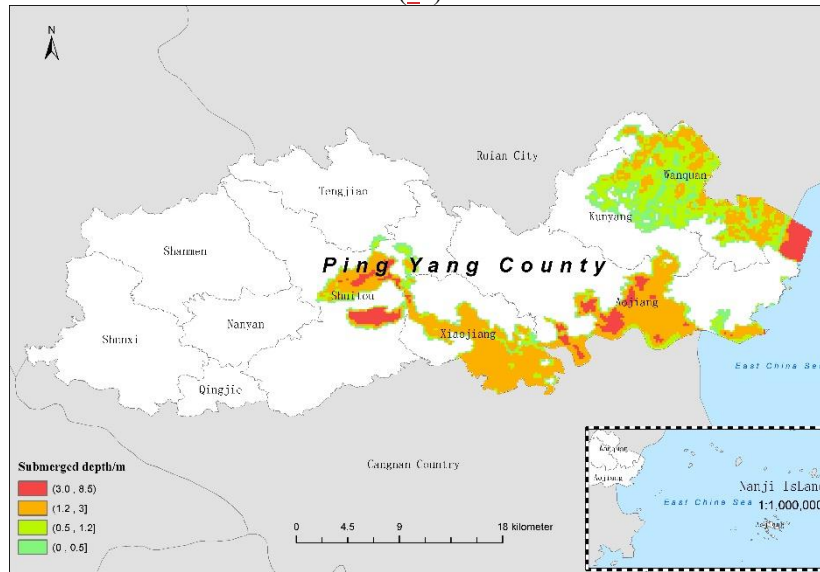 N
Ruian City
Tengjiao
Wanquan
Kunyang
Shanmen
Ping Yang County
Shuitou
Aojiang
Shunxi
Nanyan
Xiaojiang
Qingjie
East China Sea
Cangnan Country
Submerged depth/m
(3.0 , 8.5)
(1.2 , 3]
(0.5 , 1.2]
(0 , 0.5]
0 4.5 9 18 kilometer
Aojiang
Nanji IsLand
East China Sea
1:1,000,000